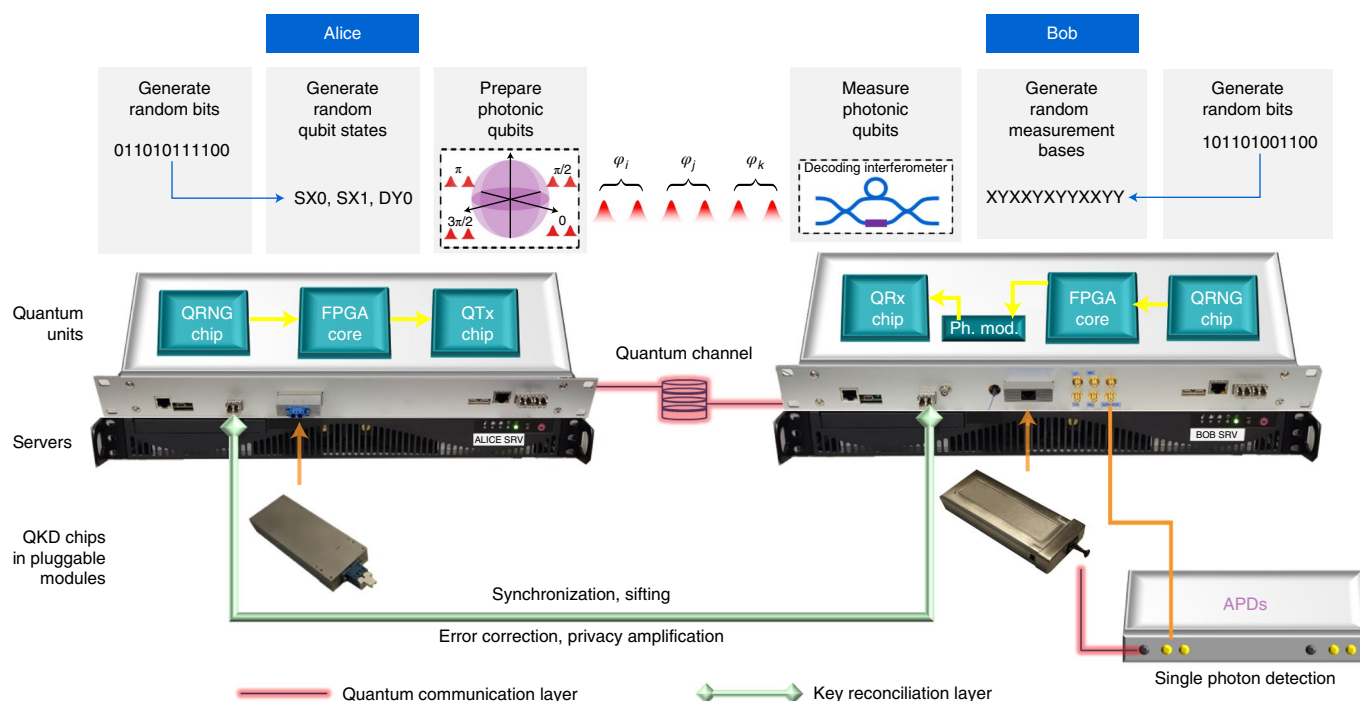 Alice
Bob
Generate
random bits
011010111100
Generate
random
qubit states
SX0, SX1, DY0
Prepare
photonic
qubits
π
π/2
3π/2
0
φi
φj
φk
Measure
photonic
qubits
Decoding interferometer
Generate
random
measurement
bases
XYXXYXYYXXYY
Generate
random bits
101101001100
Quantum
units
QRNG
chip
FPGA
core
QTx
chip
QRx
chip
Ph. mod.
FPGA
core
QRNG
chip
Quantum channel
Servers
ALICE SRV
BOB SRV
QKD chips
in pluggable
modules
Synchronization, sifting
Error correction, privacy amplification
APDs
Single photon detection
Quantum communication layer
Key reconciliation layer